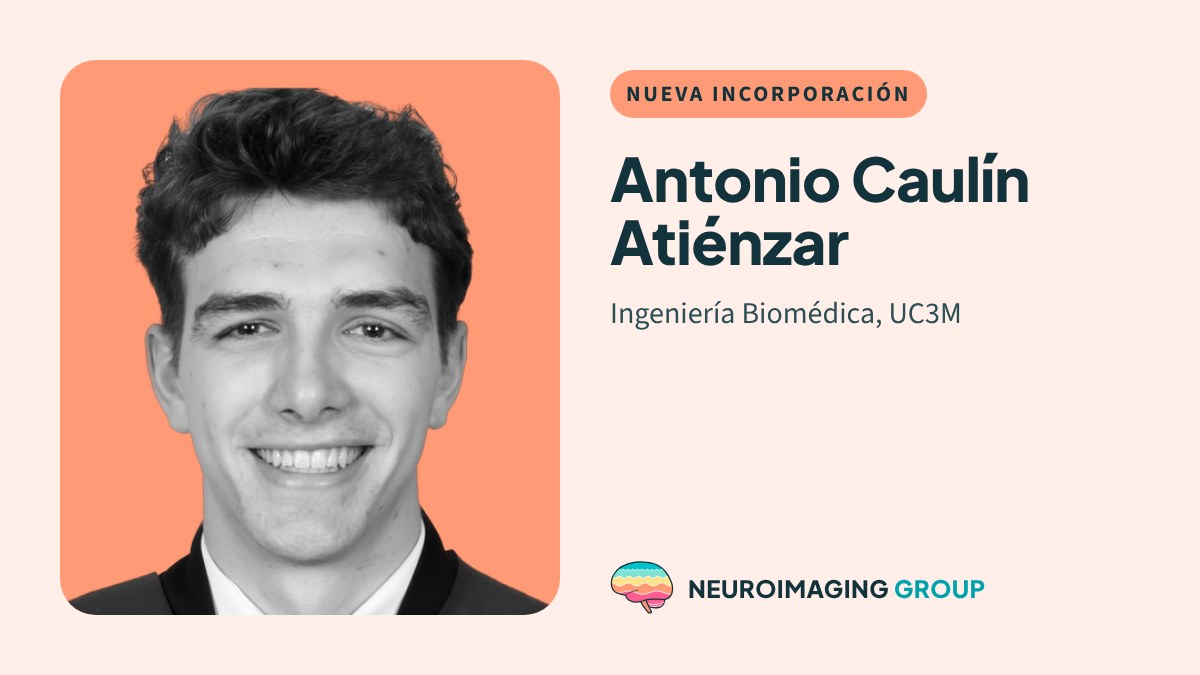 NUEVA INCORPORACIÓN
Antonio Caulín
Atiénzar
Ingeniería Biomédica, UC3M
NEUROIMAGING GROUP